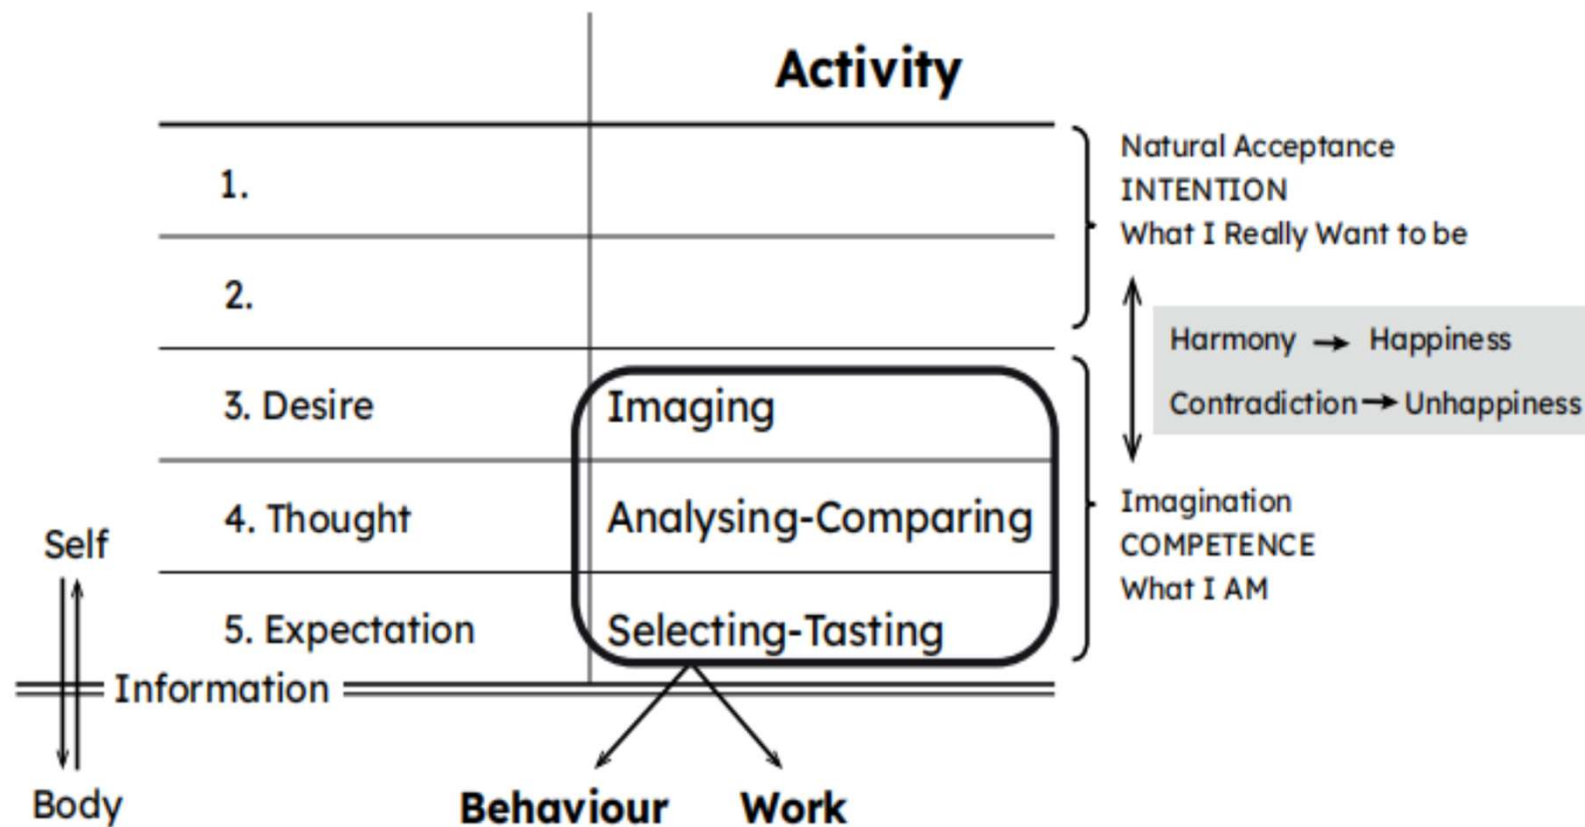 Activity
1.
2.
3. Desire
Imaging
4. Thought
Analysing-Comparing
5. Expectation
Selecting-Tasting
Natural Acceptance
INTENTION
What I Really Want to be
Harmony → Happiness
Contradiction → Unhappiness
Imagination
COMPETENCE
What I AM
Self
Information
Body
Behaviour
Work